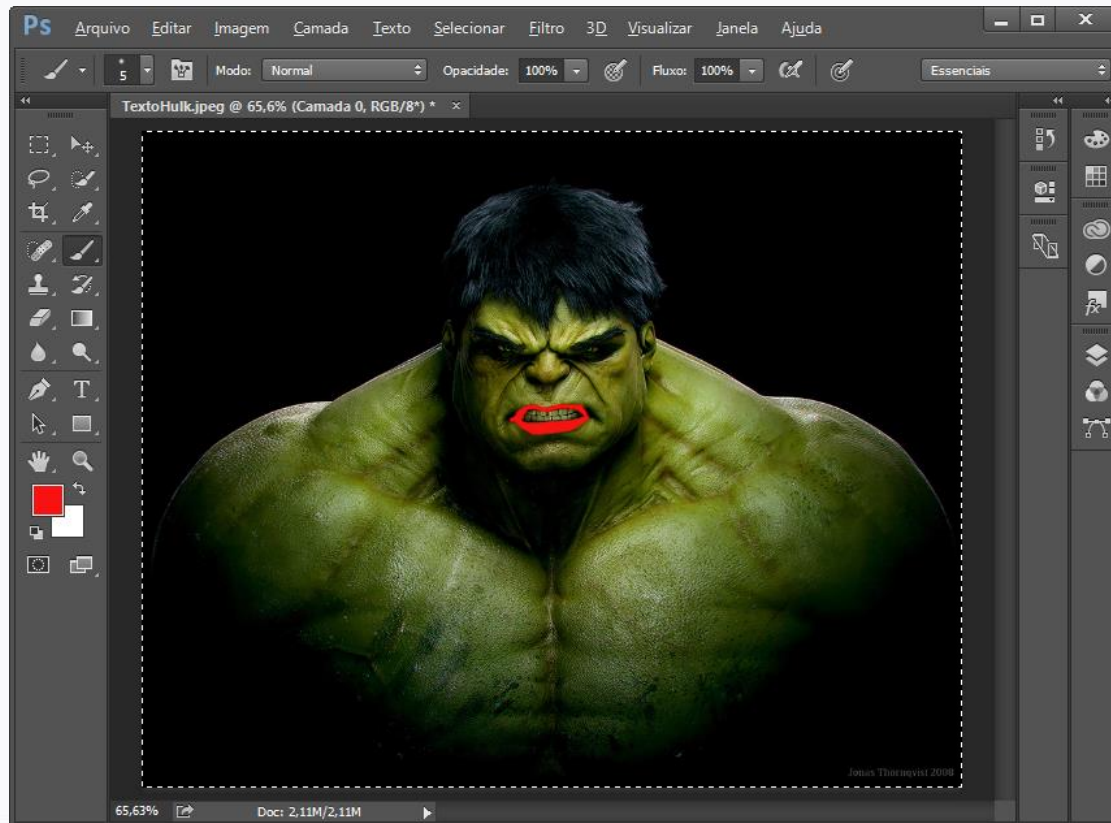 Ps Arquivo Editar Imagem Camada Texto Selecionar Filtro 3D Visualizar Janela Ajuda
5 Modo: Normal Opacidade: 100% Fluxo: 100% Essenciais
TextoHulk.jpeg @ 65,6% (Camada 0, RGB/8*) * ×
T
fx
Jonas Thornqvist 2008
65,63% Doc: 2,11M/2,11M